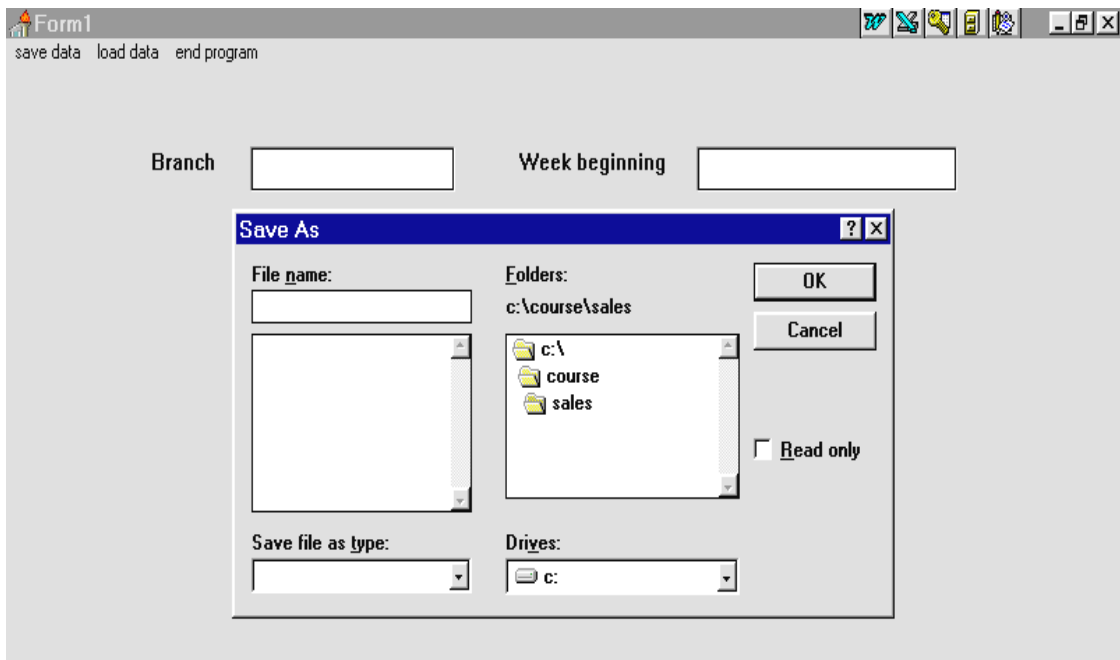 Form1
save data load data end program
Branch
Week beginning
Save As
File name:
Folders:
c:\course\sales
OK
Cancel
c:\
course
sales
Read only
Save file as type:
Drives:
c: